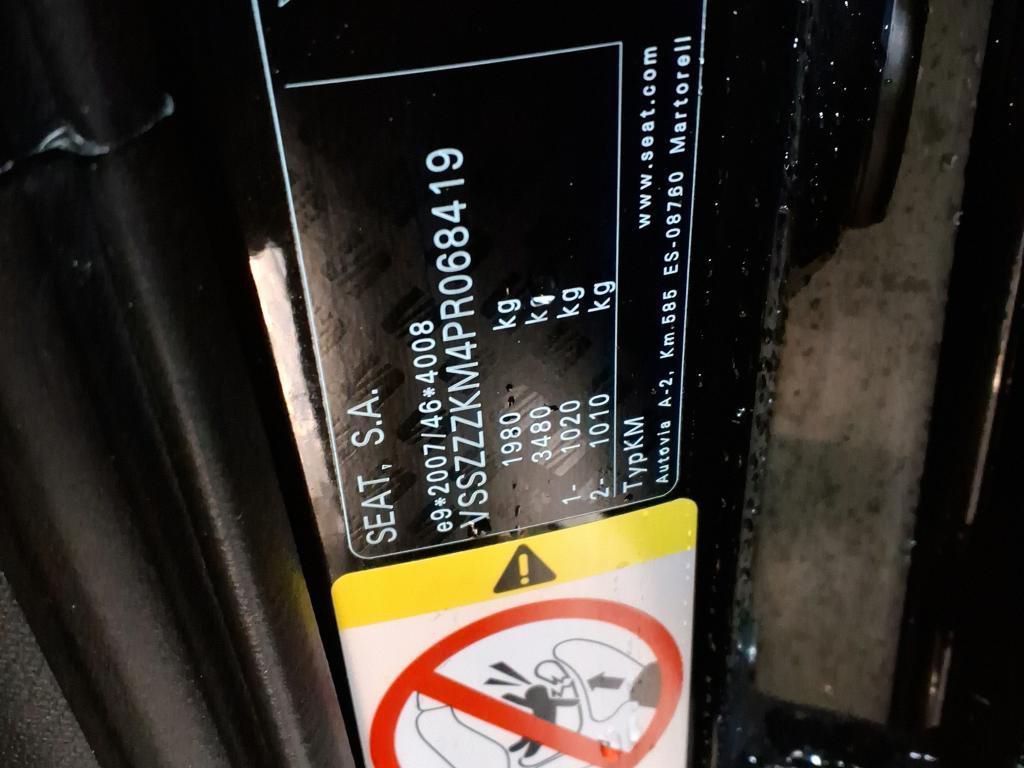 SEAT, S.A.
e9*2007/46*4008
VSSZZZKM4PR068419
1980 kg
3480 kg
1- 1020 kg
2- 1010 kg
TypKM
www.seat.com
Autovia A-2, Km.585 ES-08760 Martorell